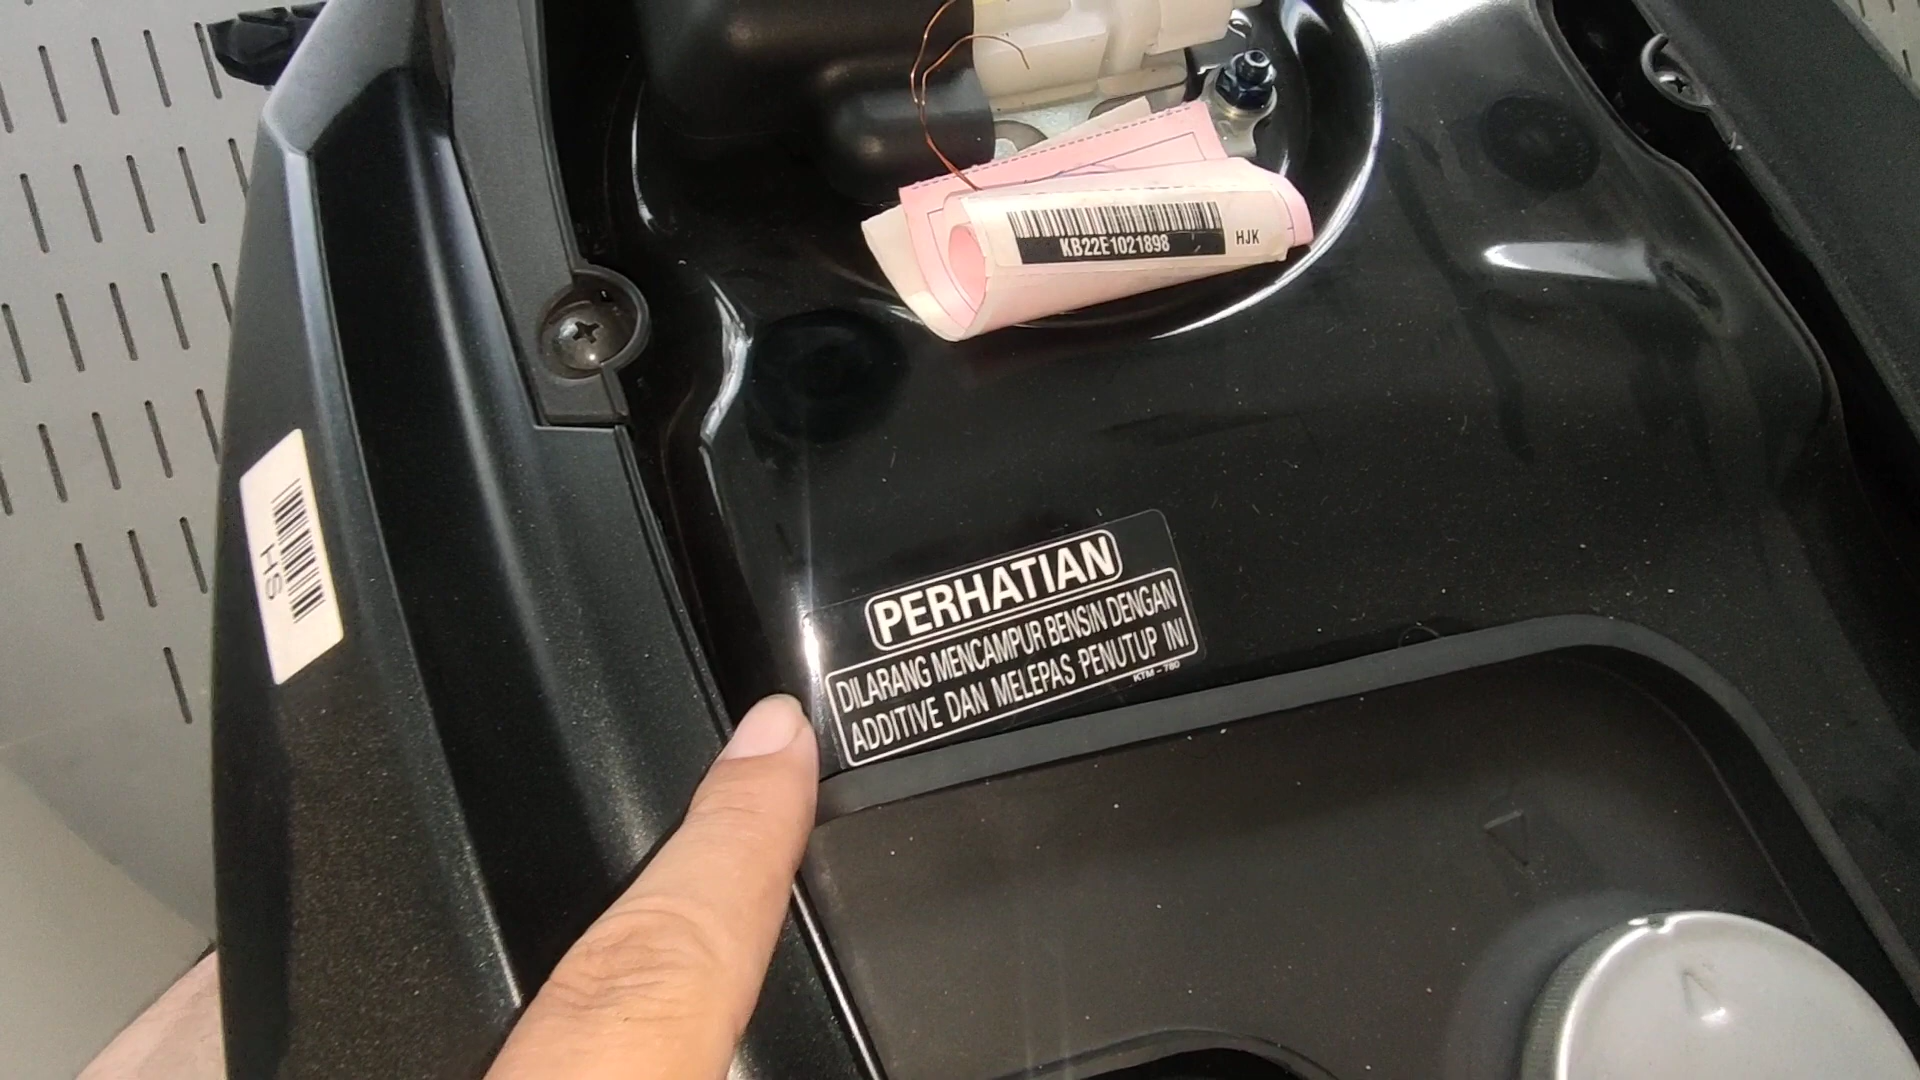 KB22E1021898
HJK
HS
PERHATIAN
DILARANG MENCAMPUR BENSIN DENGAN
ADDITIVE DAN MELEPAS PENUTUP INI
KTM - 780